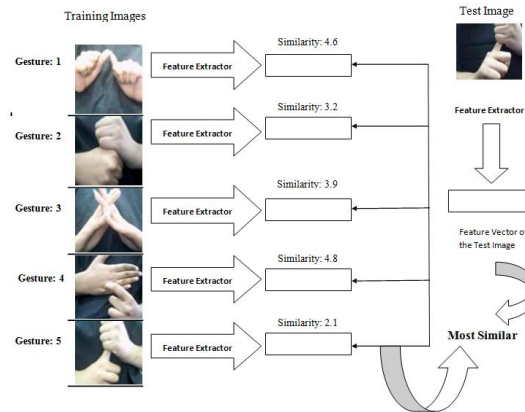 Training Images
Test Image
Gesture: 1
Feature Extractor
Similarity: 4.6
Gesture: 2
Feature Extractor
Similarity: 3.2
Gesture: 3
Feature Extractor
Similarity: 3.9
Gesture: 4
Feature Extractor
Similarity: 4.8
Gesture: 5
Feature Extractor
Similarity: 2.1
Feature Extractor
Feature Vector of
the Test Image
Most Similar